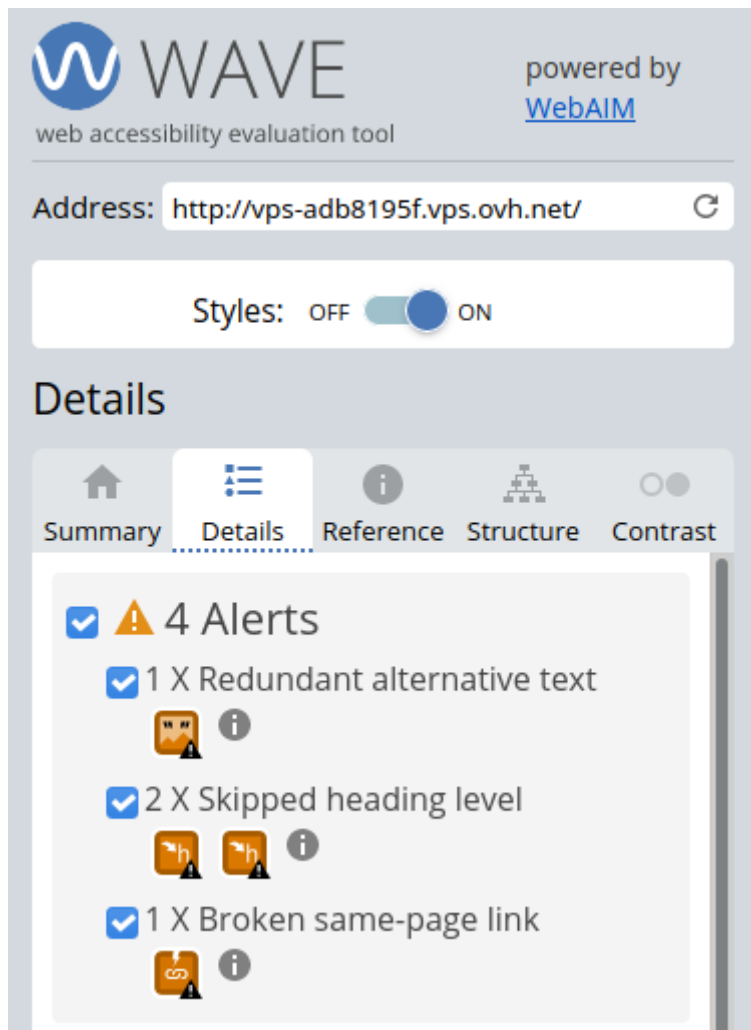 WAVE
web accessibility evaluation tool
powered by
WebAIM
Address: http://vps-adb8195f.vps.ovh.net/
Styles: OFF ON
Details
Summary Details Reference Structure Contrast
4 Alerts
1 X Redundant alternative text
2 X Skipped heading level
1 X Broken same-page link